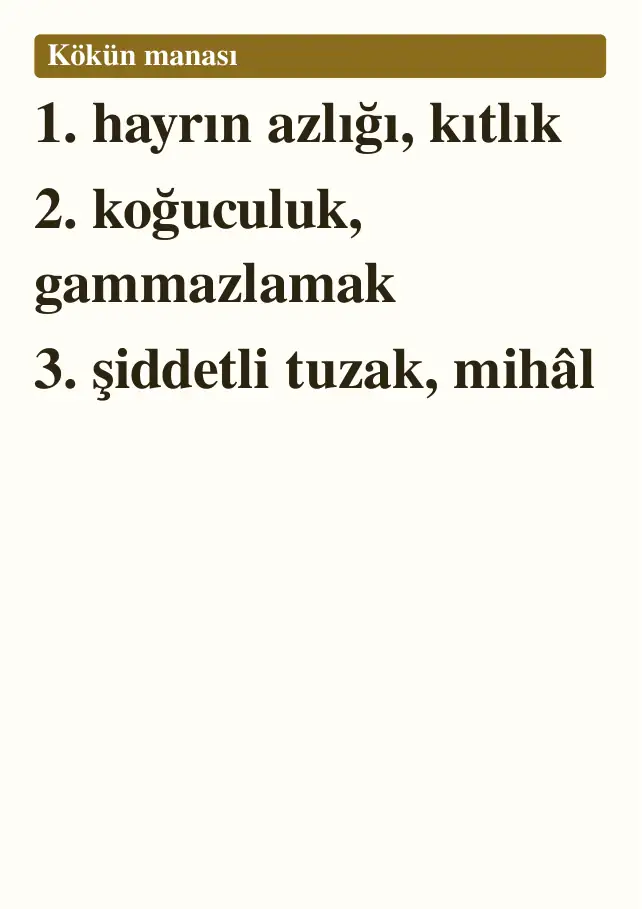 Kökün manası
1. hayrın azlığı, kıtlık
2. koğuculuk,
gammazlamak
3. şiddetli tuzak, mihâl